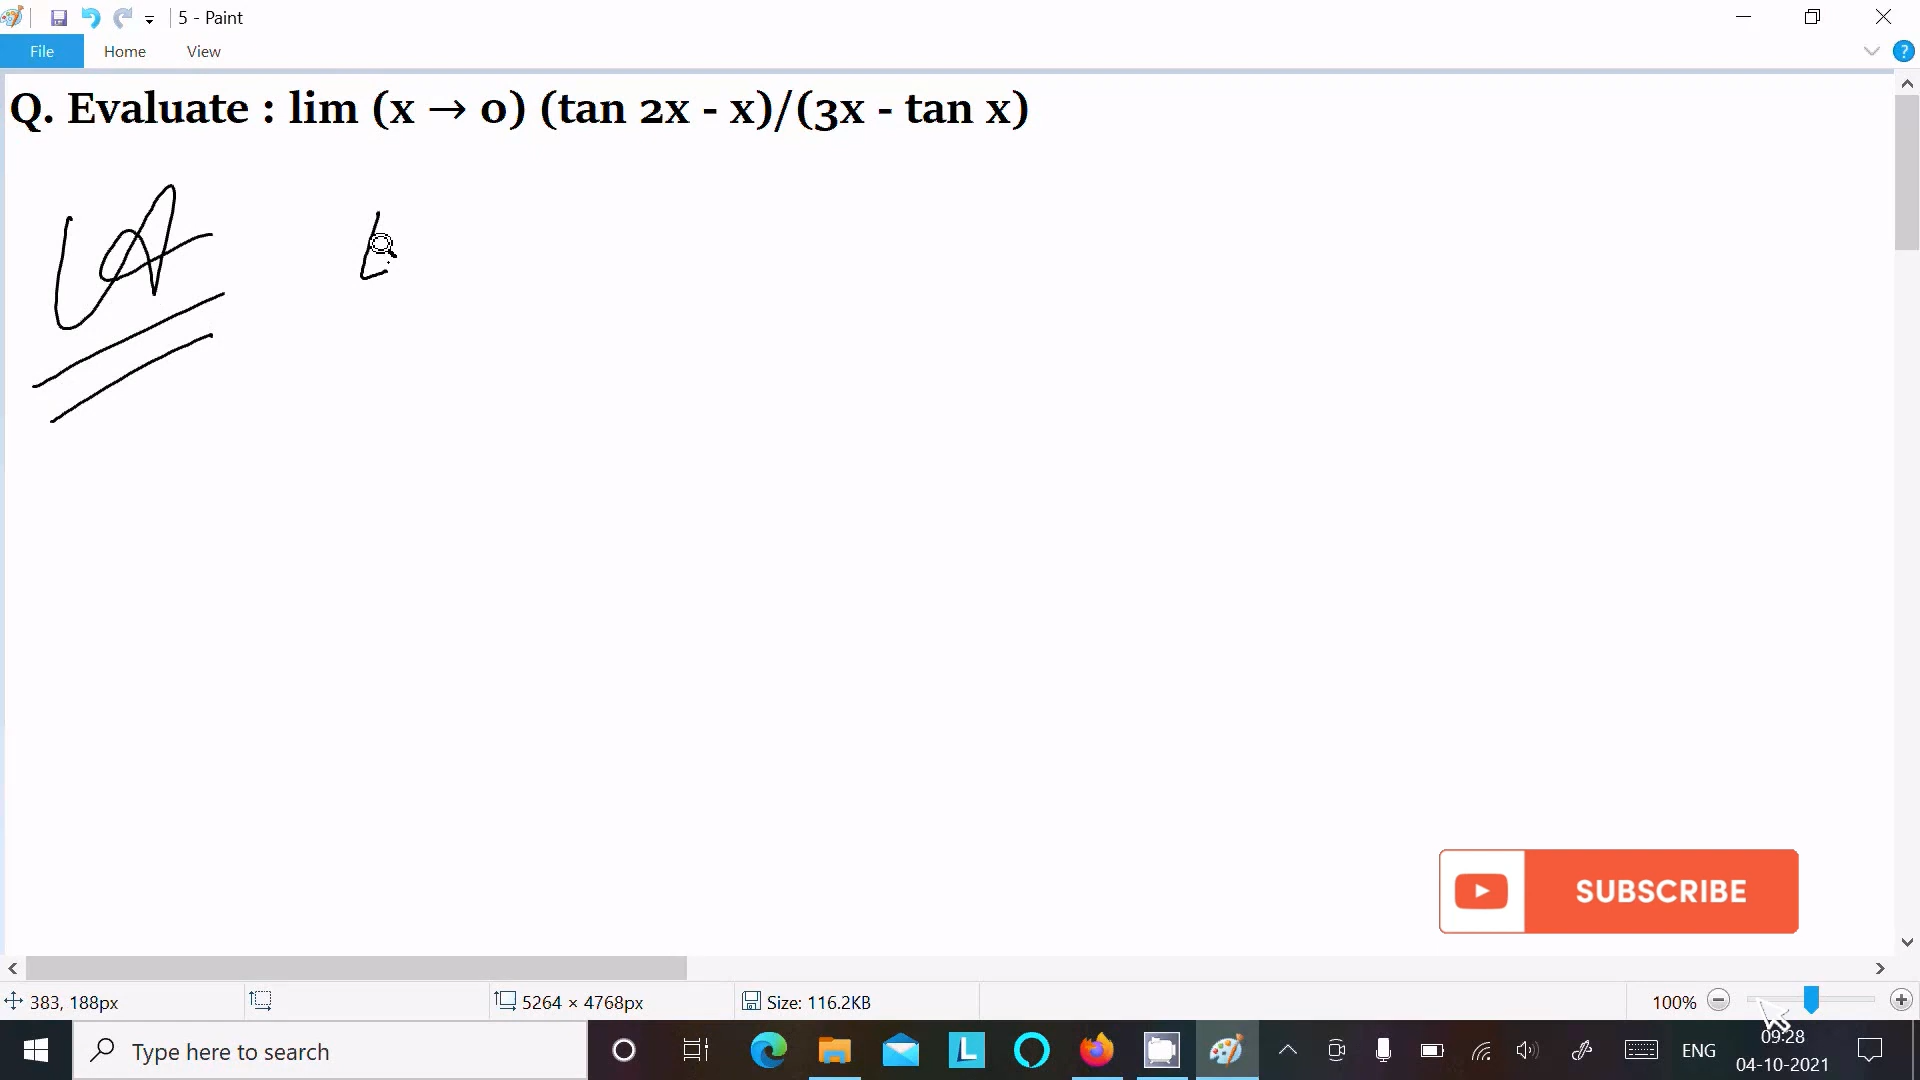 5 - Paint
File Home View
Q. Evaluate : lim (x → 0) (tan 2x - x)/(3x - tan x)
SUBSCRIBE
383, 188px 5264 × 4768px Size: 116.2KB 100%
Type here to search
L
ENG
09:28
04-10-2021